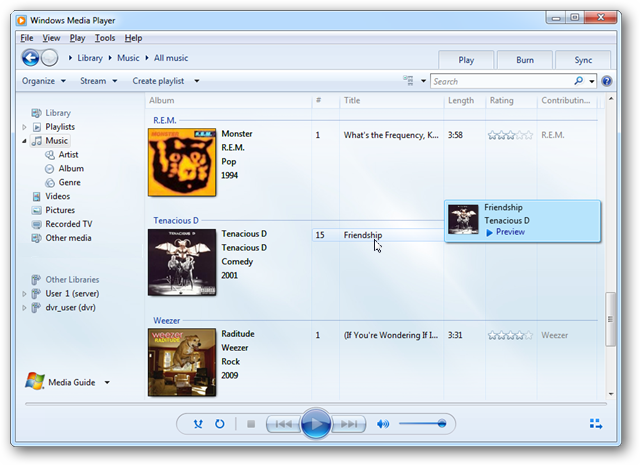 Windows Media Player
File View Play Tools Help
Library Music All music
Play Burn Sync
Organize Stream Create playlist Search
Album # Title Length Rating Contributin...
Library
Playlists
Music
Artist
Album
Genre
Videos
Pictures
Recorded TV
Other media
Other Libraries
User 1 (server)
dvr_user (dvr)
Media Guide
R.E.M.
MONSTER R.E.M.
Monster 1 What's the Frequency, K... 3:58 R.E.M.
R.E.M.
Pop
1994
Tenacious D
TENACIOUS D
Tenacious D 15 Friendship
Tenacious D
Comedy
2001
Friendship
Tenacious D
Preview
Weezer
weezer
RADITUDE
Raditude 1 (If You're Wondering If I... 3:31 Weezer
Weezer
Rock
2009